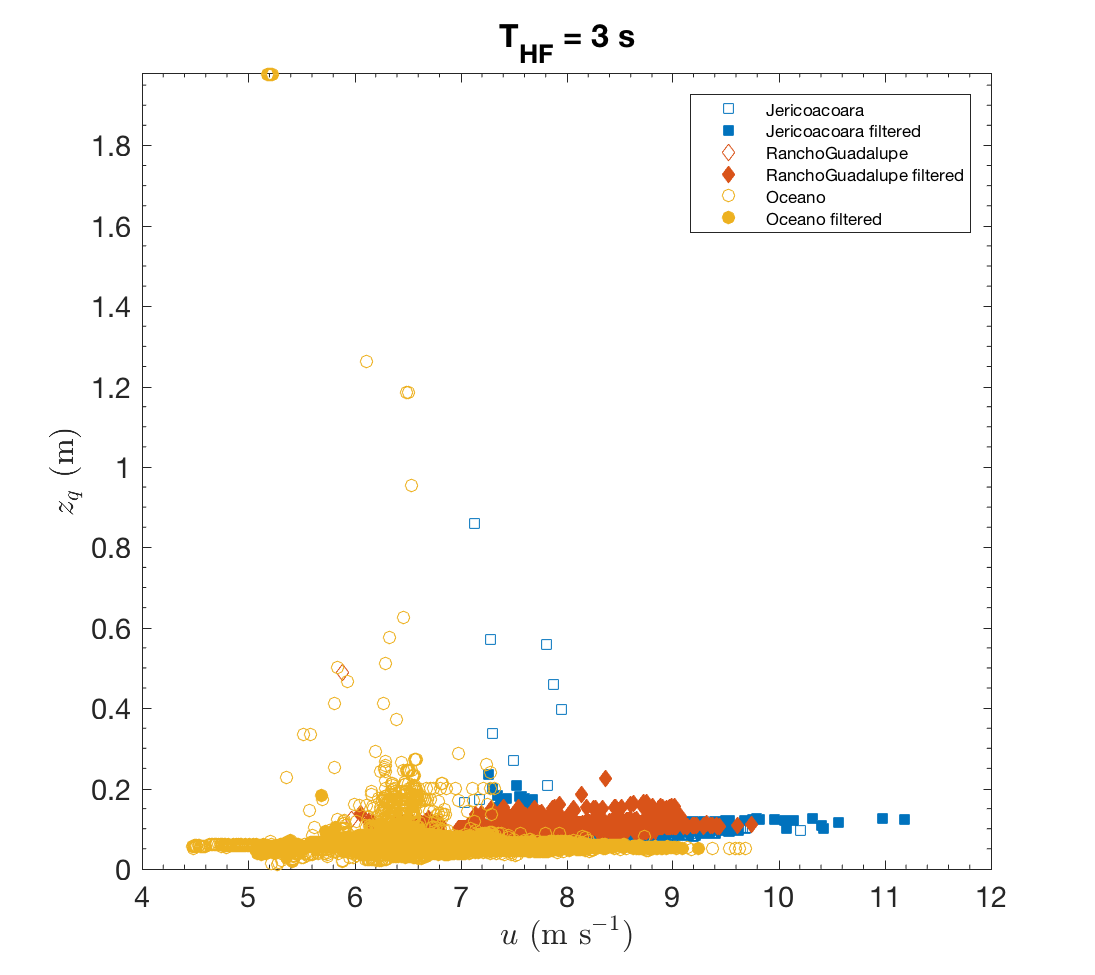 T_HF = 3 s
Jericoacoara
Jericoacoara filtered
RanchoGuadalupe
RanchoGuadalupe filtered
Oceano
Oceano filtered
1.8
1.6
1.4
1.2
1
0.8
0.6
0.4
0.2
0
z_q (m)
4 5 6 7 8 9 10 11 12
u (m s^−1)